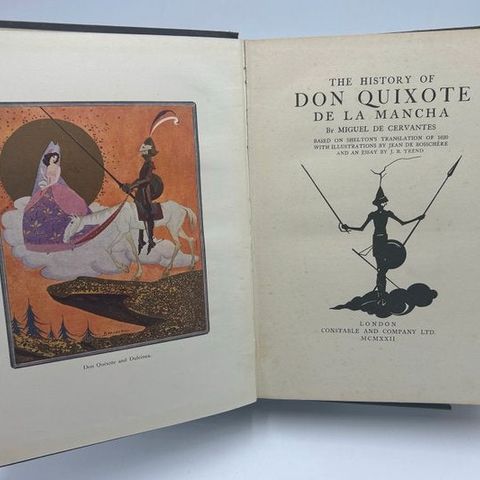 Don Quixote and Dulcinea.
THE HISTORY OF
DON QUIXOTE
DE LA MANCHA
By MIGUEL DE CERVANTES
BASED ON SHELTON'S TRANSLATION OF 1620
WITH ILLUSTRATIONS BY JEAN DE BOSSCHÈRE
AND AN ESSAY BY J. B. TREND
LONDON
CONSTABLE AND COMPANY LTD.
MCMXXII